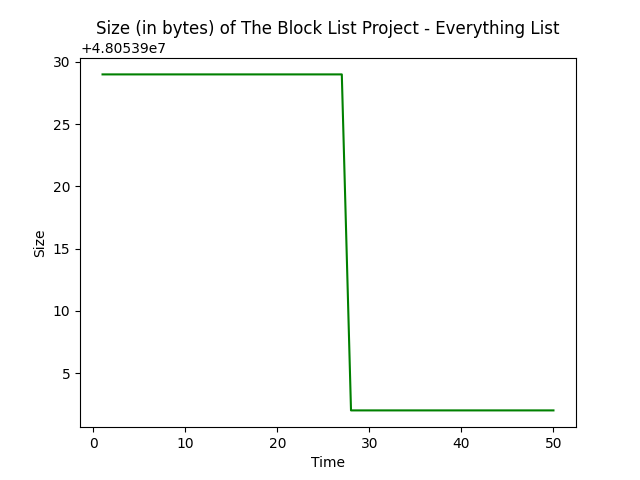 Size (in bytes) of The Block List Project - Everything List
+4.80539e7
30
25
20
15
10
5
Size
0 10 20 30 40 50
Time